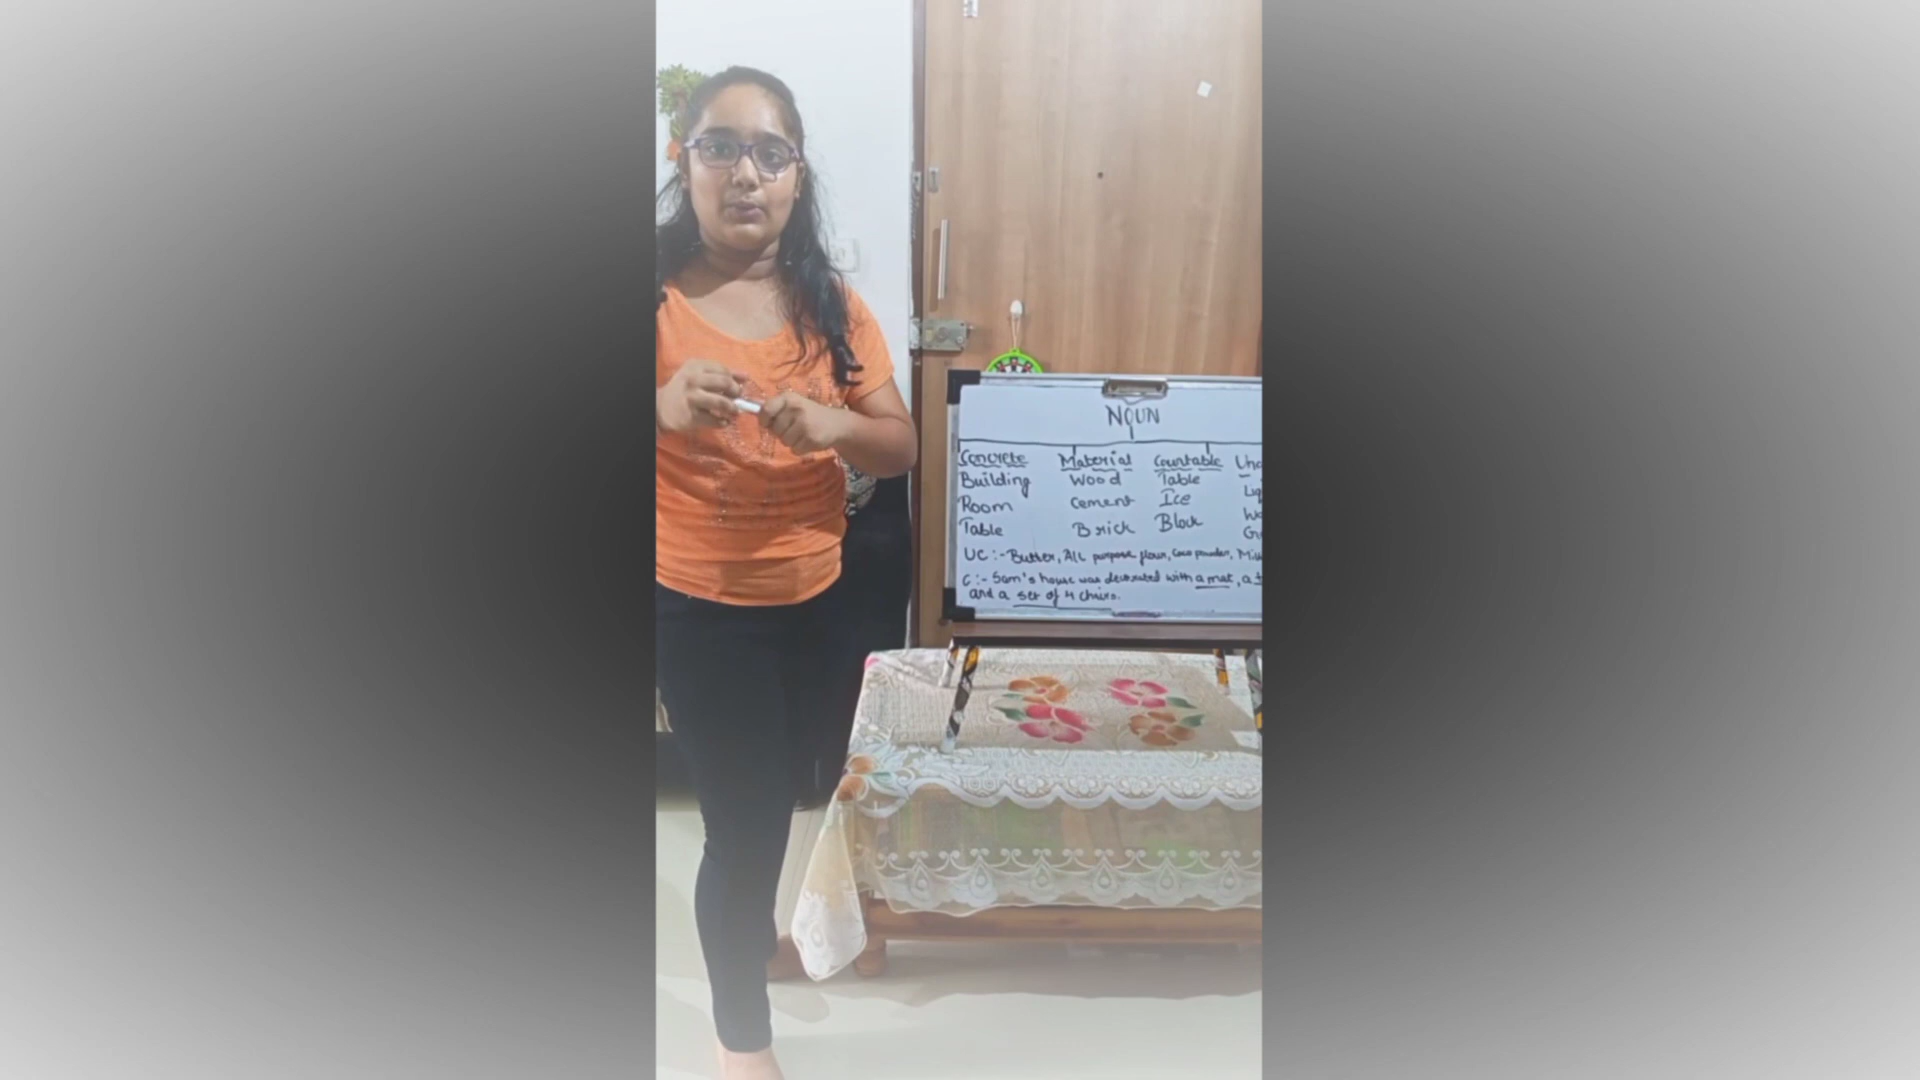 NOUN
Concrete Material Countable
Building Wood Table
Room Cement Ice
Table Brick Block
UC :- Butter, All purpose flour, Coco powder,
C :- Sam's house was decorated with a mat, a
and a set of 4 chairs.